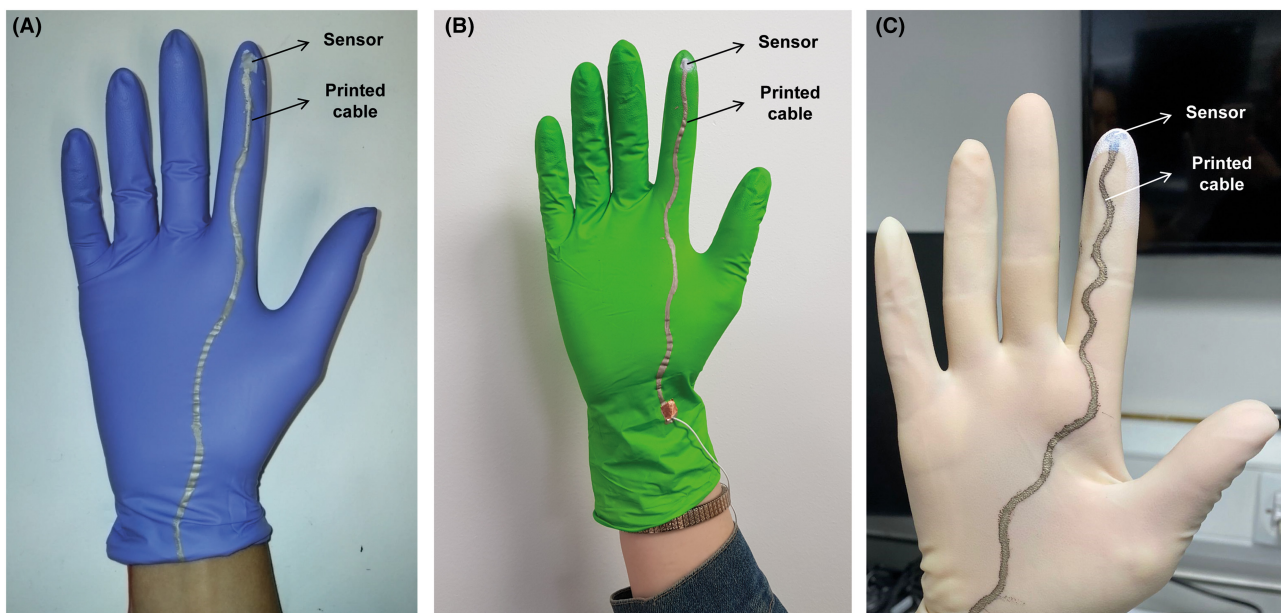 (A)
Sensor
Printed
cable
(B)
Sensor
Printed
cable
(C)
Sensor
Printed
cable